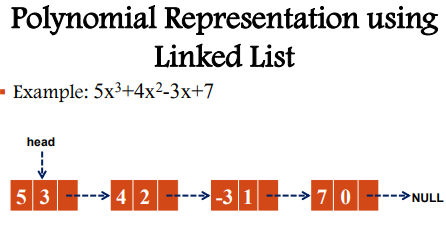 Polynomial Representation using
Linked List
Example: 5x³+4x²-3x+7
head
5 3 4 2 -3 1 7 0 NULL